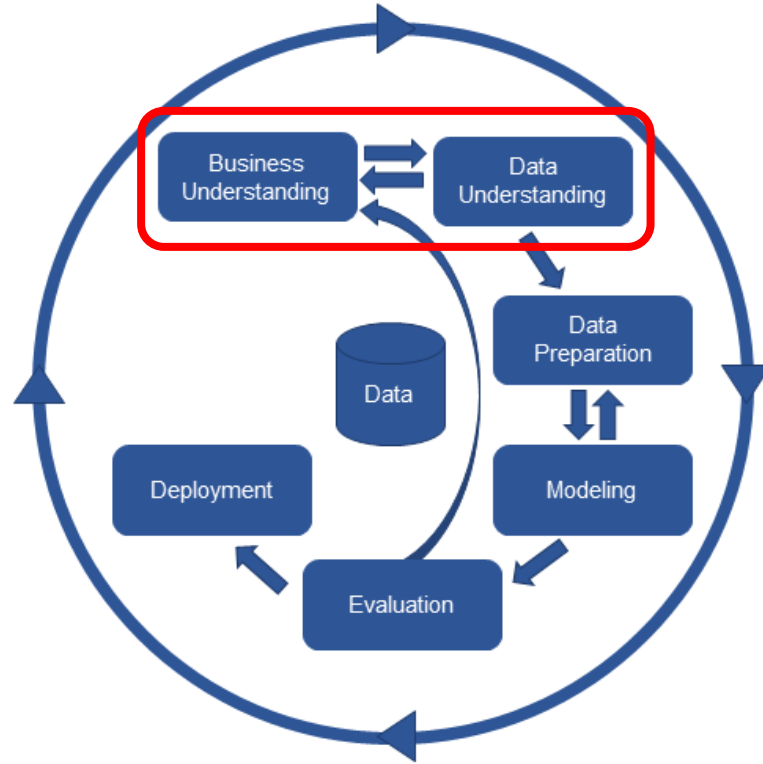 Business
Understanding
Data
Understanding
Data
Preparation
Data
Deployment
Modeling
Evaluation